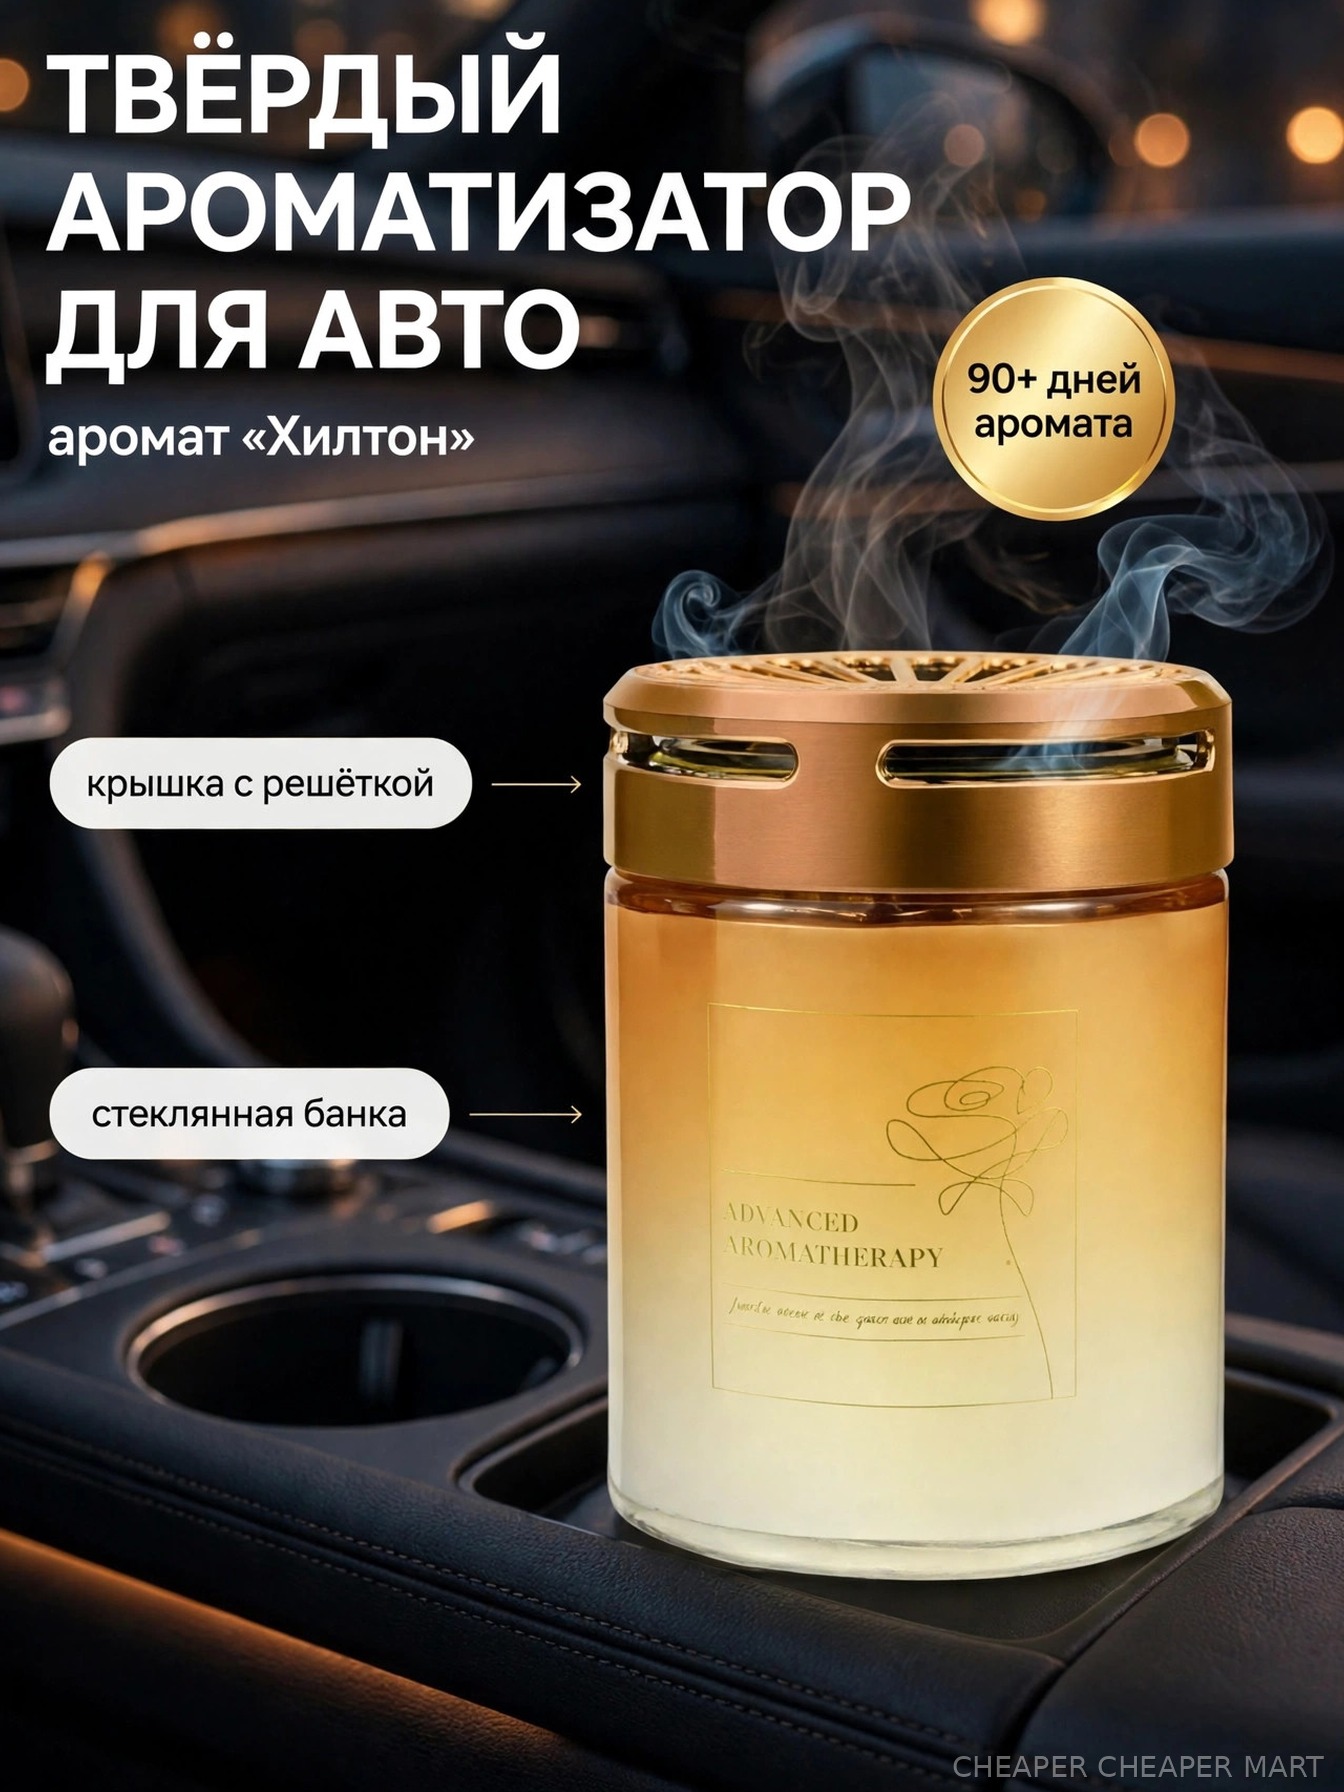 ТВЁРДЫЙ
АРОМАТИЗАТОР
ДЛЯ АВТО
аромат «Хилтон»
90+ дней
аромата
крышка с решёткой
стеклянная банка
ADVANCED
AROMATHERAPY
CHEAPER CHEAPER MART